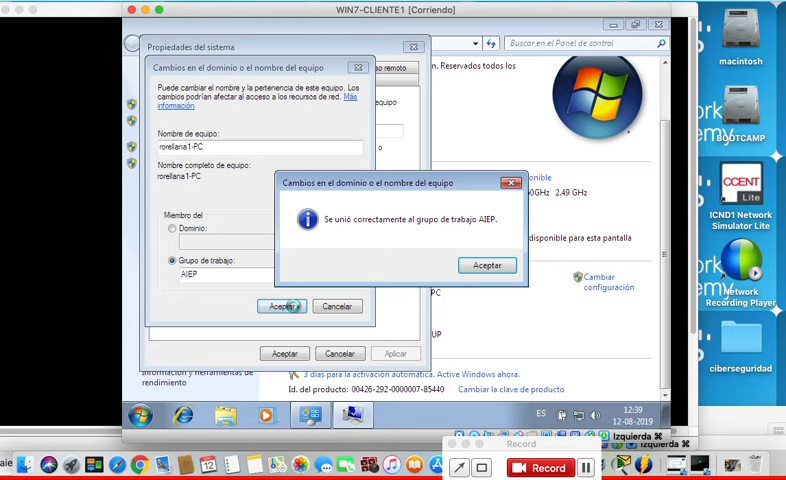 WIN7-CLIENTE1 [Corriendo]
Buscar en el Panel de control
Propiedades del sistema
Cambios en el dominio o el nombre del equipo
so remoto
n. Reservados todos los
Puede cambiar el nombre y la pertenencia de este equipo. Los
cambios podrían afectar al acceso a los recursos de red. Más
información
equipo
Nombre de equipo:
rorellana1-PC
o
Nombre completo de equipo:
rorellana1-PC
Cambios en el dominio o el nombre del equipo
Se unió correctamente al grupo de trabajo AIEP.
Aceptar
onible
0GHz 2.49 GHz
disponible para esta pantalla
Miembro del
Dominio:
Grupo de trabajo:
AIEP
Aceptar
Cancelar
Cambiar
configuración
PC
UP
Aceptar
Cancelar
Aplicar
Información y herramientas de
rendimiento
3 días para la activación automática. Active Windows ahora.
Id. del producto: 00426-292-0000007-85440
Cambiar la clave de producto
ES
12:39
12-08-2019
Izquierda ⌘
Izquierda ⌘
Record
Record
macintosh
BOOTCAMP
work
demy
CCENT
Lite
ICND1 Network
Simulator Lite
Network
Recording Player
ciberseguridad
aie
12